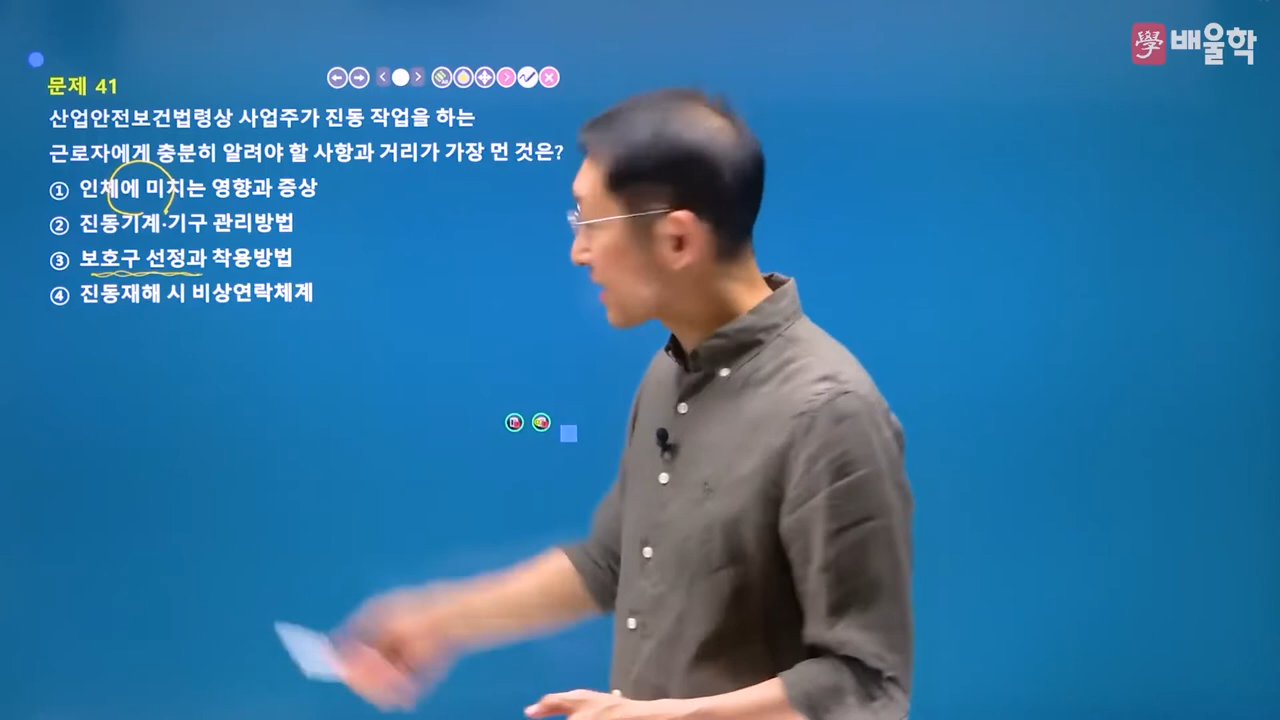 學 배울학
문제 41
산업안전보건법령상 사업주가 진동 작업을 하는
근로자에게 충분히 알려야 할 사항과 거리가 가장 먼 것은?
① 인체에 미치는 영향과 증상
② 진동기계·기구 관리방법
③ 보호구 선정과 착용방법
④ 진동재해 시 비상연락체계